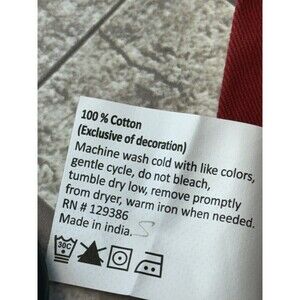 100 % Cotton
(Exclusive of decoration)
Machine wash cold with like colors,
gentle cycle, do not bleach,
tumble dry low, remove promptly
from dryer, warm iron when needed.
RN # 129386
Made in india. S
30C